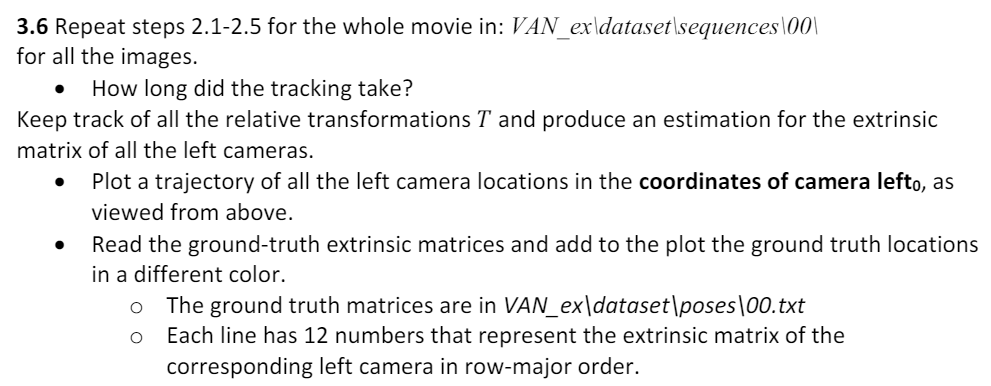 3.6 Repeat steps 2.1-2.5 for the whole movie in: VAN_ex\dataset\sequences\00\
for all the images.
• How long did the tracking take?
Keep track of all the relative transformations T and produce an estimation for the extrinsic
matrix of all the left cameras.
• Plot a trajectory of all the left camera locations in the coordinates of camera left₀, as
viewed from above.
• Read the ground-truth extrinsic matrices and add to the plot the ground truth locations
in a different color.
o The ground truth matrices are in VAN_ex\dataset\poses\00.txt
o Each line has 12 numbers that represent the extrinsic matrix of the
corresponding left camera in row-major order.